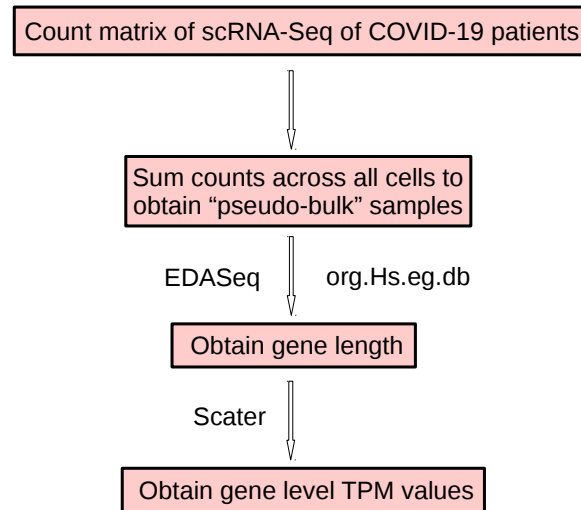 Count matrix of scRNA-Seq of COVID-19 patients
Sum counts across all cells to
obtain “pseudo-bulk” samples
EDASeq org.Hs.eg.db
Obtain gene length
Scater
Obtain gene level TPM values